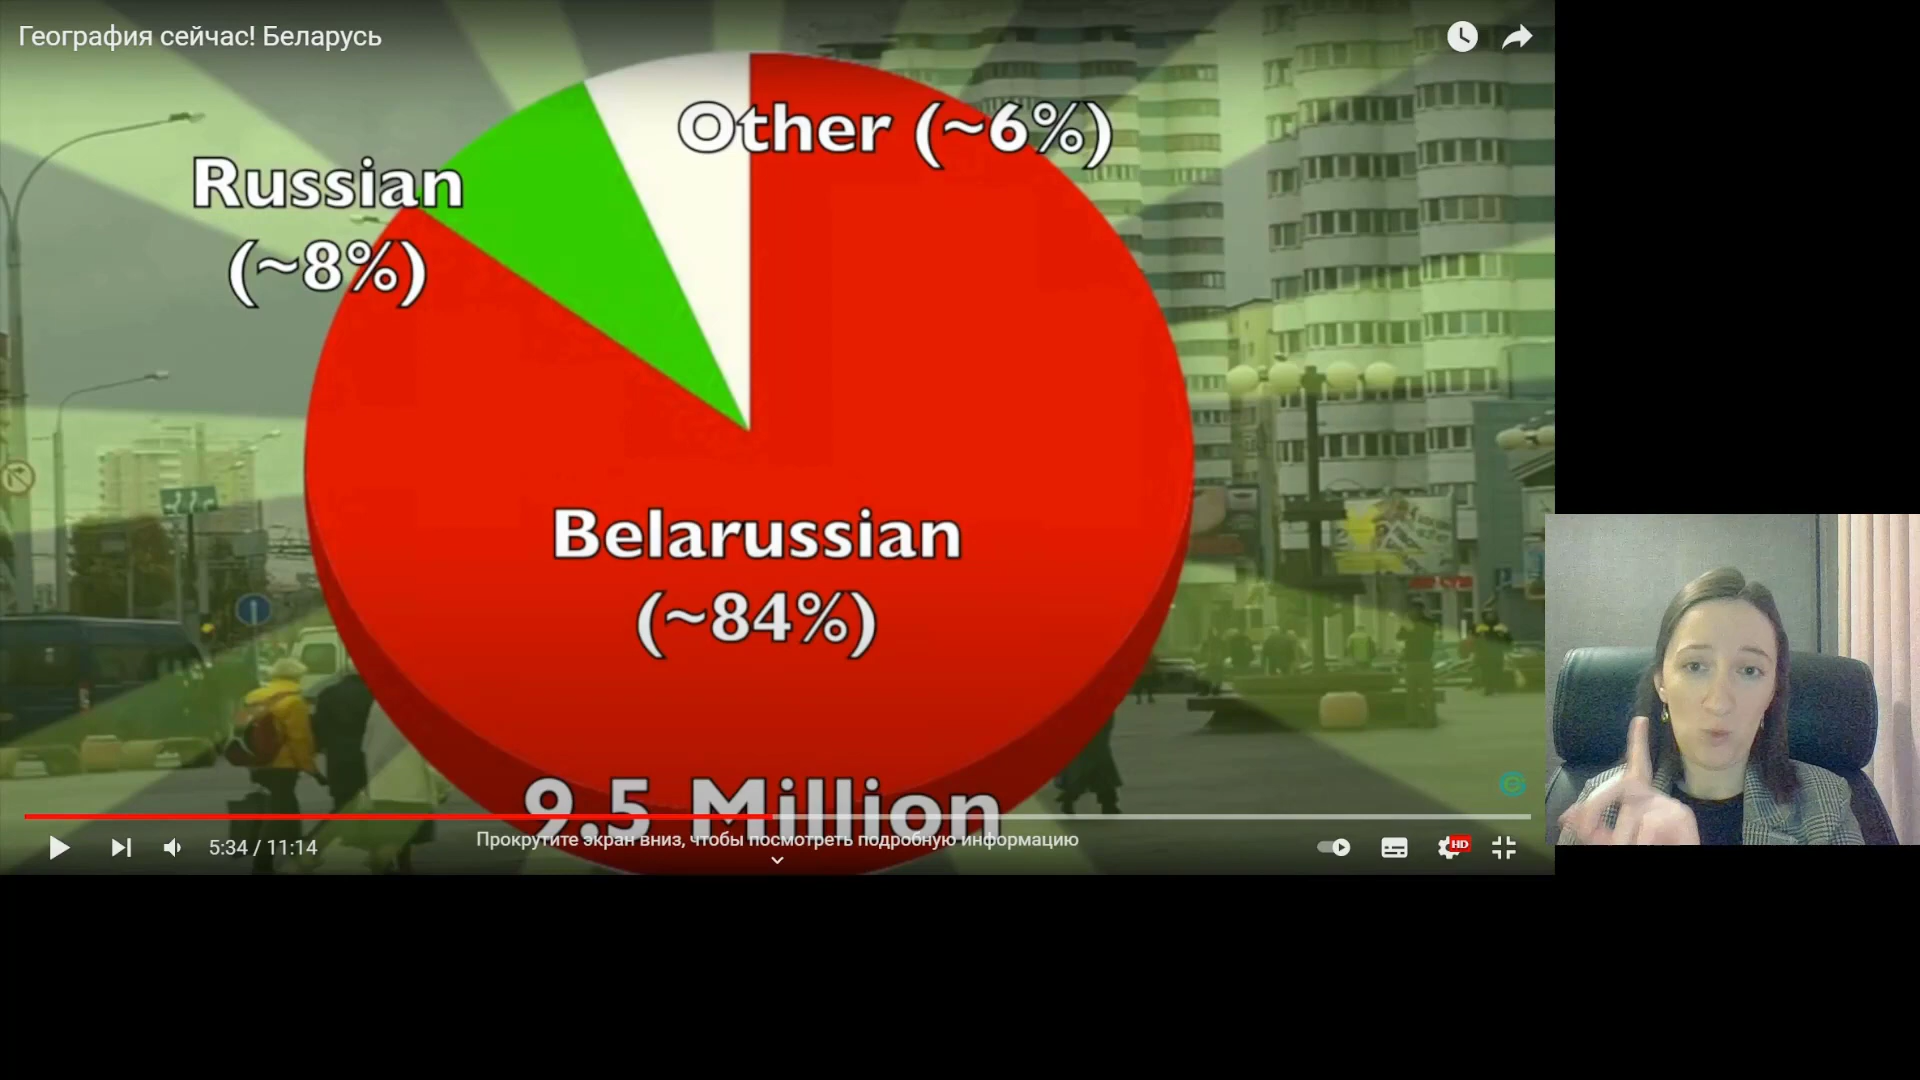 География сейчас! Беларусь
Other (~6%)
Russian
(~8%)
Belarussian
(~84%)
9.5 Million
Прокрутите экран вниз, чтобы посмотреть подробную информацию
5:34 / 11:14
HD